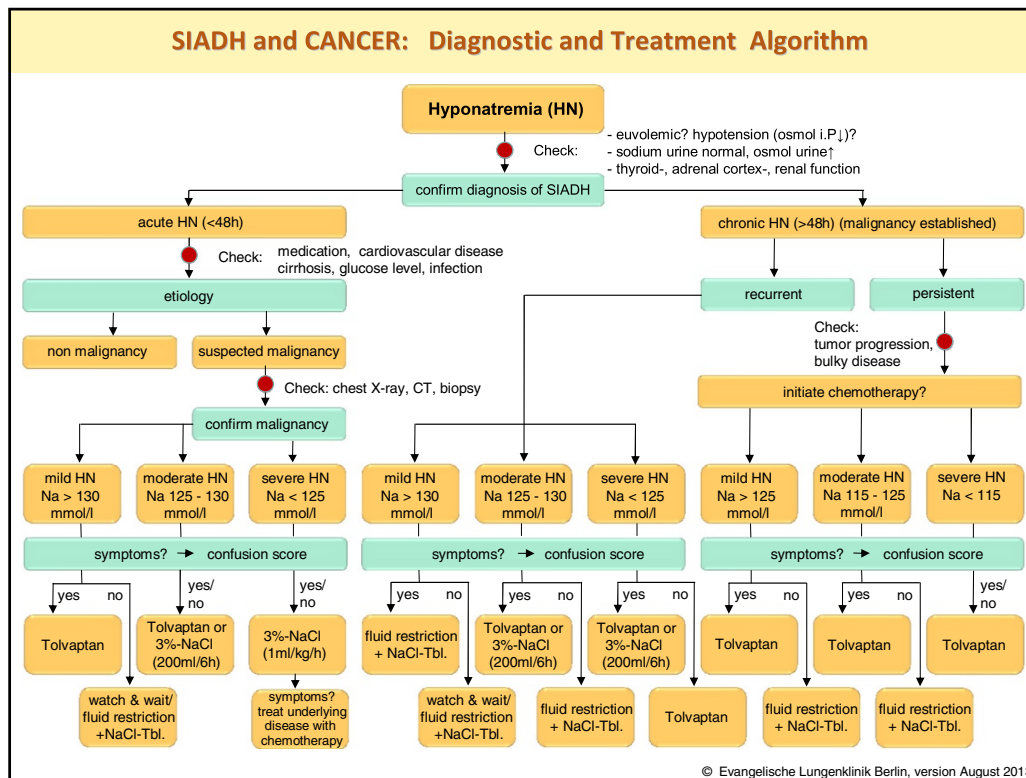 SIADH and CANCER: Diagnostic and Treatment Algorithm
Hyponatremia (HN)
Check:
- euvolemic? hypotension (osmol i.P↓)?
- sodium urine normal, osmol urine↑
- thyroid-, adrenal cortex-, renal function
confirm diagnosis of SIADH
acute HN (<48h)
chronic HN (>48h) (malignancy established)
Check:
medication, cardiovascular disease
cirrhosis, glucose level, infection
etiology
recurrent
persistent
non malignancy
suspected malignancy
Check:
tumor progression,
bulky disease
Check: chest X-ray, CT, biopsy
initiate chemotherapy?
confirm malignancy
mild HN
Na > 130
mmol/l
moderate HN
Na 125 - 130
mmol/l
severe HN
Na < 125
mmol/l
mild HN
Na > 130
mmol/l
moderate HN
Na 125 - 130
mmol/l
severe HN
Na < 125
mmol/l
mild HN
Na > 125
mmol/l
moderate HN
Na 115 - 125
mmol/l
severe HN
Na < 115
symptoms? → confusion score
symptoms? → confusion score
symptoms? → confusion score
yes
no
yes/
no
yes/
no
yes
no
yes
no
yes
no
yes
no
yes
no
yes/
no
Tolvaptan
Tolvaptan or
3%-NaCl
(200ml/6h)
3%-NaCl
(1ml/kg/h)
fluid restriction
+ NaCl-Tbl.
Tolvaptan or
3%-NaCl
(200ml/6h)
Tolvaptan or
3%-NaCl
(200ml/6h)
Tolvaptan
Tolvaptan
Tolvaptan
watch & wait/
fluid restriction
+NaCl-Tbl.
symptoms?
treat underlying
disease with
chemotherapy
watch & wait/
fluid restriction
+NaCl-Tbl.
fluid restriction
+ NaCl-Tbl.
Tolvaptan
fluid restriction
+ NaCl-Tbl.
fluid restriction
+ NaCl-Tbl.
© Evangelische Lungenklinik Berlin, version August